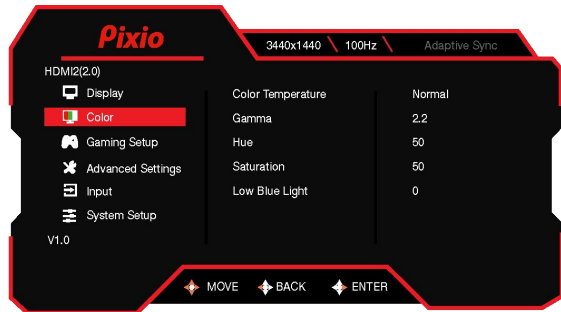 Pixio
3440x1440 \ 100Hz \ Adaptive Sync
HDMI2(2.0)
Display
Color
Gaming Setup
Advanced Settings
Input
System Setup
V1.0
Color Temperature Normal
Gamma 2.2
Hue 50
Saturation 50
Low Blue Light 0
MOVE BACK ENTER